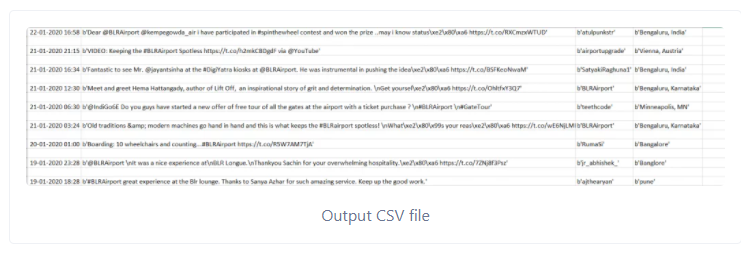 22-01-2020 16:58 b'Dear @BLRAirport @kempegowda_air i have participated in #spinthewheel contest and won the prize ..may i know status\xe2\x80\xa6 https://t.co/RXCmzxWTUD' b'atulpunkstr' b'Bengaluru, India'
21-01-2020 21:15 b'VIDEO: Keeping the #BLRAirport Spotless https://t.co/h2mkCBDgdF via @YouTube' b'airportupgrade' b'Vienna, Austria'
21-01-2020 16:34 b'Fantastic to see Mr. @jayantsinha at the #DigiYatra kiosks at @BLRAirport. He was instrumental in pushing the idea\xe2\x80\xa6 https://t.co/BSFKeoNwaM' b'SatyakiRaghuna1' b'Bengaluru, India'
21-01-2020 12:30 b'Meet and greet Hema Hattangady, author of Lift Off, an inspirational story of grit and determination. \nGet yourself\xe2\x80\xa6 https://t.co/OMfxYF3Qj7' b'BLRAirport' b'Bengaluru, Karnataka'
21-01-2020 06:30 b'@IndiGo6E Do you guys have started a new offer of free tour of all the gates at the airport with a ticket purchase ? \n#BLRAirport \n#GateTour' b'teethcode' b'Minneapolis, MN'
21-01-2020 03:24 b'Old traditions &amp; modern machines go hand in hand and this is what keeps the #BLRAirport spotless! \nWhat\xe2\x80\x99s your reas\xe2\x80\xa6 https://t.co/wE6NjLM b'BLRAirport' b'Bengaluru, Karnataka'
20-01-2020 01:00 b'Boarding: 10 wheelchairs and counting...#BLRAirport https://t.co/R5W7AM7TjA' b'RumaSi' b'Bangalore'
19-01-2020 23:28 b'@BLRAirport \nit was a nice experience at\nBLR Longue.\nThankyou Sachin for your overwhelming hospitality.\xe2\x80\xa6 https://t.co/7ZNj8f3Psz' b'jr_abhishek_' b'Banglore'
19-01-2020 18:28 b'#BLRAirport great experience at the Blr lounge. Thanks to Sanya Azhar for such amazing service. Keep up the good work.' b'ajithearyan' b'pune'
Output CSV file